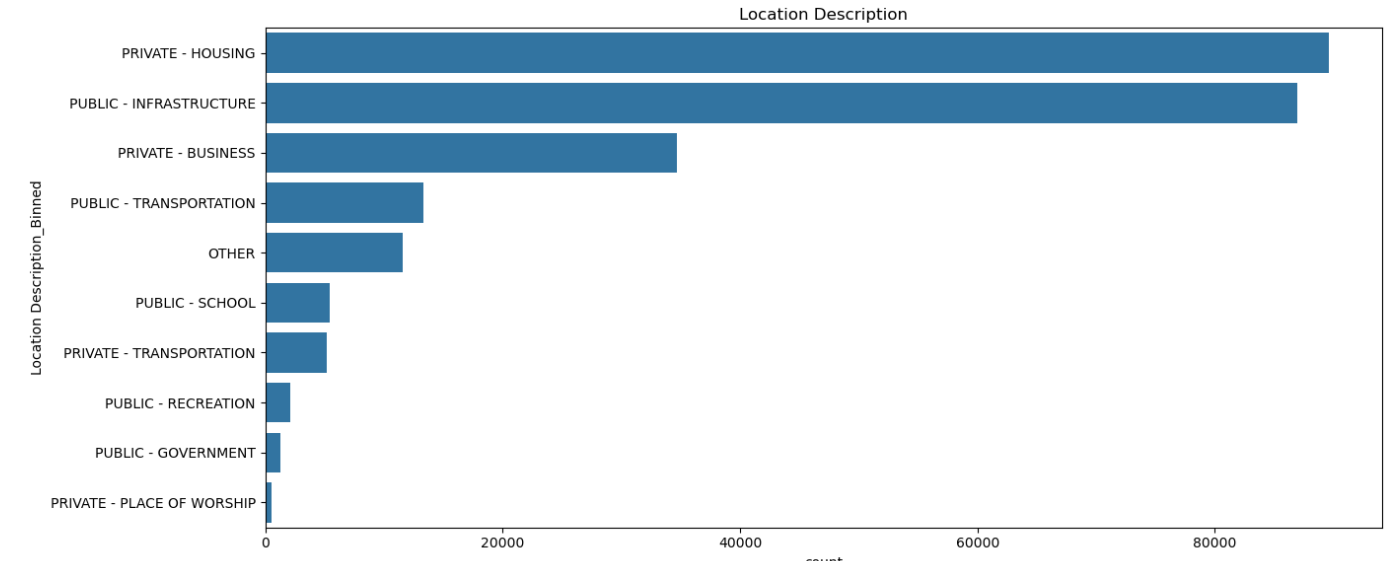 Location Description
PRIVATE - HOUSING
PUBLIC - INFRASTRUCTURE
PRIVATE - BUSINESS
PUBLIC - TRANSPORTATION
OTHER
PUBLIC - SCHOOL
PRIVATE - TRANSPORTATION
PUBLIC - RECREATION
PUBLIC - GOVERNMENT
PRIVATE - PLACE OF WORSHIP
Location Description_Binned
0 20000 40000 60000 80000
count